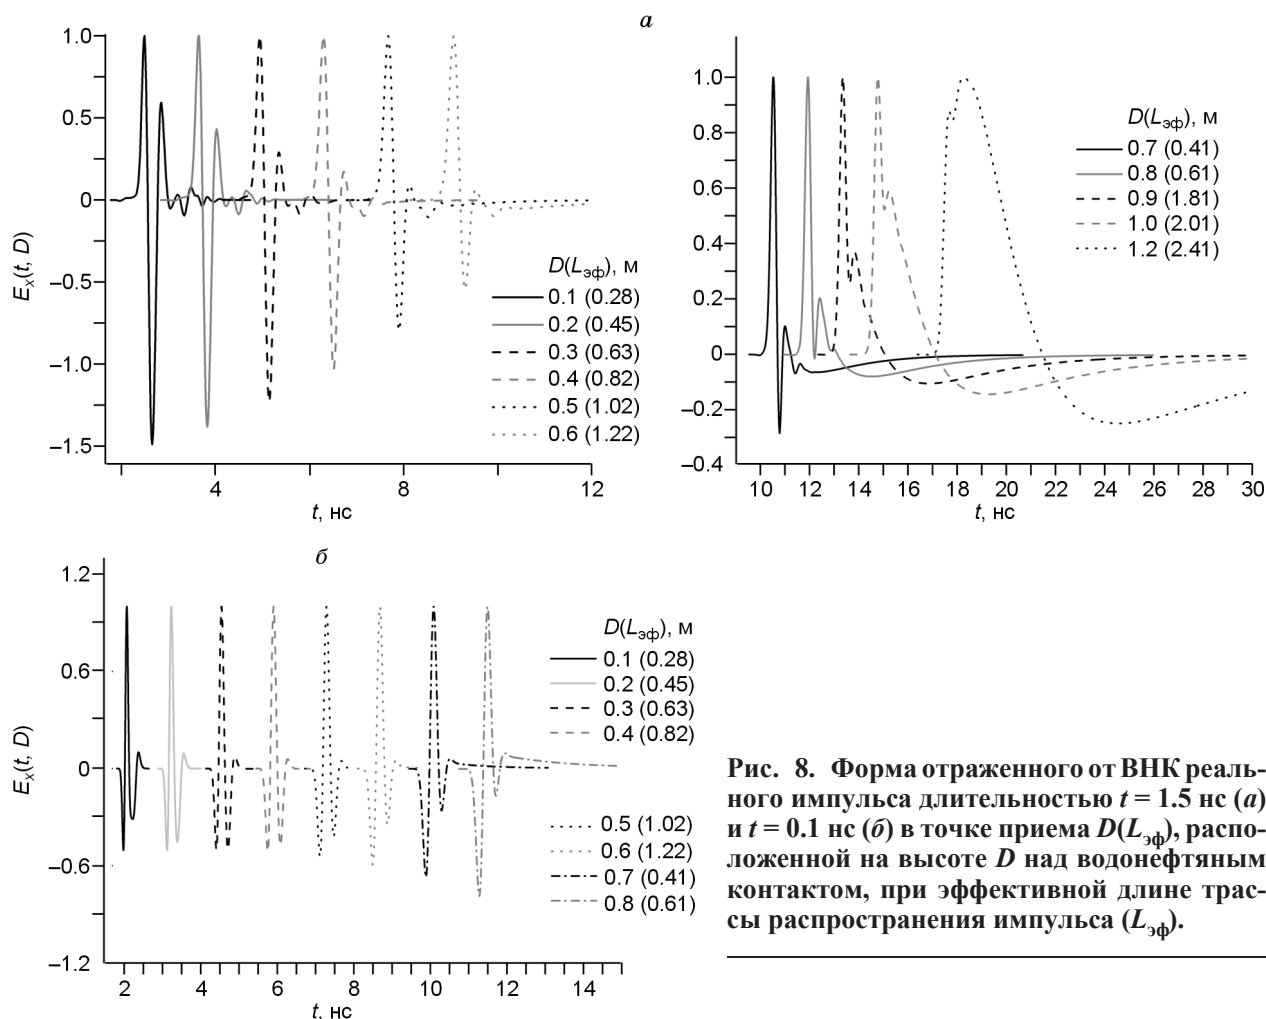 а
1.0
0.5
0
–0.5
–1.0
–1.5
Eₓ(t, D)
D(Lэф), м
0.1 (0.28)
0.2 (0.45)
0.3 (0.63)
0.4 (0.82)
0.5 (1.02)
0.6 (1.22)
4 8 12
t, нс
1.0
0.8
0.6
0.4
0.2
0
–0.2
–0.4
D(Lэф), м
0.7 (0.41)
0.8 (0.61)
0.9 (1.81)
1.0 (2.01)
1.2 (2.41)
10 12 14 16 18 20 22 24 26 28 30
t, нс
б
1.2
0.6
0
–0.6
–1.2
Eₓ(t, D)
D(Lэф), м
0.1 (0.28)
0.2 (0.45)
0.3 (0.63)
0.4 (0.82)
0.5 (1.02)
0.6 (1.22)
0.7 (0.41)
0.8 (0.61)
2 4 6 8 10 12 14
t, нс
Рис. 8. Форма отраженного от ВНК реаль-
ного импульса длительностью t = 1.5 нс (а)
и t = 0.1 нс (б) в точке приема D(Lэф), распо-
ложенной на высоте D над водонефтяным
контактом, при эффективной длине трас-
сы распространения импульса (Lэф).